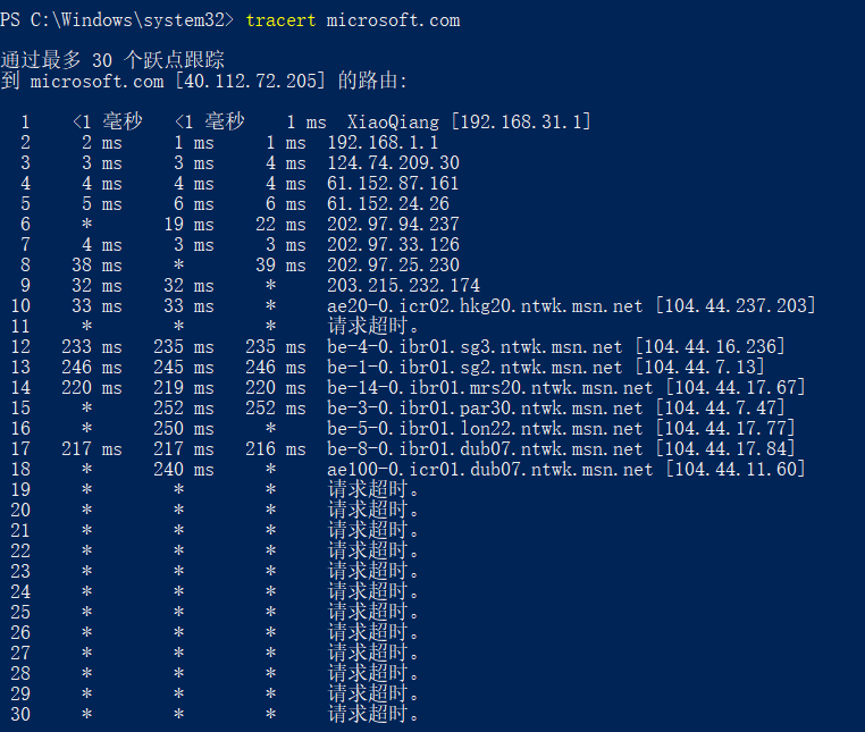 PS C:\Windows\system32> tracert microsoft.com
通过最多 30 个跃点跟踪
到 microsoft.com [40.112.72.205] 的路由:
1 <1 毫秒 <1 毫秒 1 ms XiaoQiang [192.168.31.1]
2 2 ms 1 ms 1 ms 192.168.1.1
3 3 ms 3 ms 4 ms 124.74.209.30
4 4 ms 4 ms 4 ms 61.152.87.161
5 5 ms 6 ms 6 ms 61.152.24.26
6 * 19 ms 22 ms 202.97.94.237
7 4 ms 3 ms 3 ms 202.97.33.126
8 38 ms * 39 ms 202.97.25.230
9 32 ms 32 ms * 203.215.232.174
10 33 ms 33 ms * ae20-0.icr02.hkg20.ntwk.msn.net [104.44.237.203]
11 * * * 请求超时。
12 233 ms 235 ms 235 ms be-4-0.ibr01.sg3.ntwk.msn.net [104.44.16.236]
13 246 ms 245 ms 246 ms be-1-0.ibr01.sg2.ntwk.msn.net [104.44.7.13]
14 220 ms 219 ms 220 ms be-14-0.ibr01.mrs20.ntwk.msn.net [104.44.17.67]
15 * 252 ms 252 ms be-3-0.ibr01.par30.ntwk.msn.net [104.44.7.47]
16 * 250 ms * be-5-0.ibr01.lon22.ntwk.msn.net [104.44.17.77]
17 217 ms 217 ms 216 ms be-8-0.ibr01.dub07.ntwk.msn.net [104.44.17.84]
18 * 240 ms * ae100-0.icr01.dub07.ntwk.msn.net [104.44.11.60]
19 * * * 请求超时。
20 * * * 请求超时。
21 * * * 请求超时。
22 * * * 请求超时。
23 * * * 请求超时。
24 * * * 请求超时。
25 * * * 请求超时。
26 * * * 请求超时。
27 * * * 请求超时。
28 * * * 请求超时。
29 * * * 请求超时。
30 * * * 请求超时。